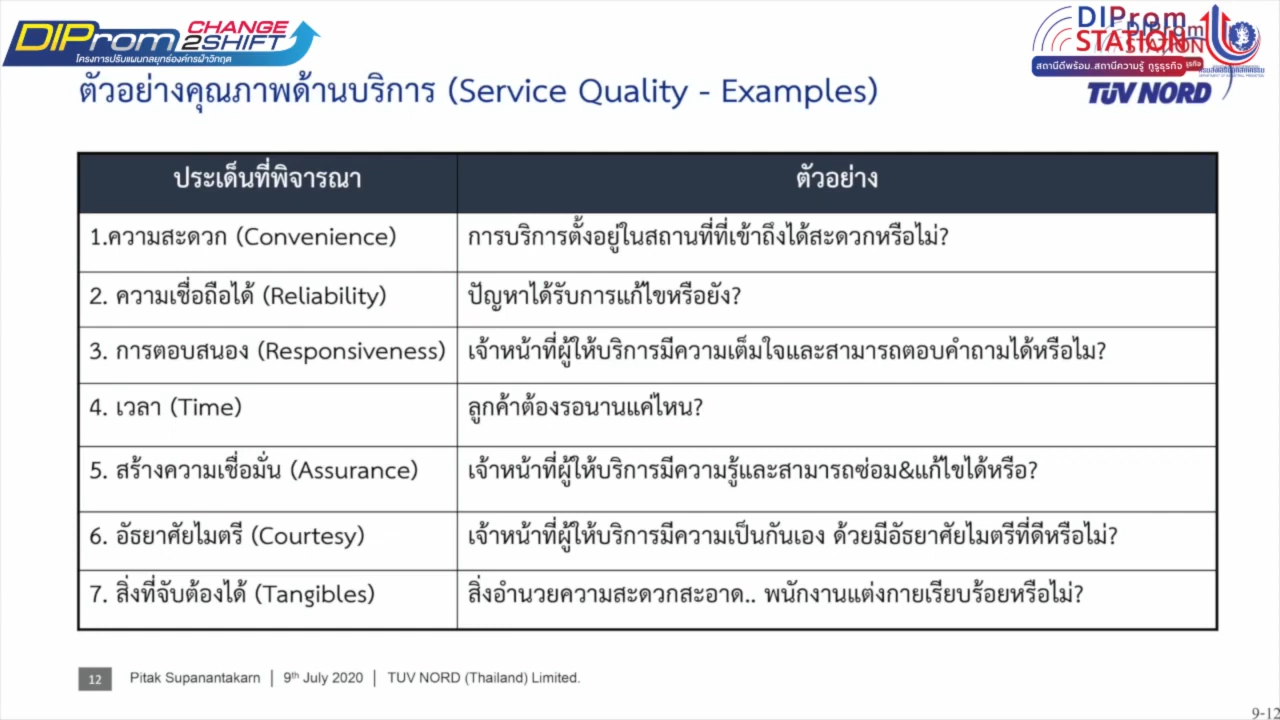 DIProm CHANGE 2SHIFT
โครงการปรับแผนกลยุทธ์องค์กรฝ่าวิกฤต
DIProm STATION
สถานีดีพร้อม..สถานีความรู้ กูรูธุรกิจ
TÜV NORD
ตัวอย่างคุณภาพด้านบริการ (Service Quality - Examples)
ประเด็นที่พิจารณา ตัวอย่าง
1.ความสะดวก (Convenience) การบริการตั้งอยู่ในสถานที่ที่เข้าถึงได้สะดวกหรือไม่?
2. ความเชื่อถือได้ (Reliability) ปัญหาได้รับการแก้ไขหรือยัง?
3. การตอบสนอง (Responsiveness) เจ้าหน้าที่ผู้ให้บริการมีความเต็มใจและสามารถตอบคำถามได้หรือไม?
4. เวลา (Time) ลูกค้าต้องรอนานแค่ไหน?
5. สร้างความเชื่อมั่น (Assurance) เจ้าหน้าที่ผู้ให้บริการมีความรู้และสามารถซ่อม&แก้ไขได้หรือ?
6. อัธยาศัยไมตรี (Courtesy) เจ้าหน้าที่ผู้ให้บริการมีความเป็นกันเอง ด้วยมีอัธยาศัยไมตรีที่ดีหรือไม่?
7. สิ่งที่จับต้องได้ (Tangibles) สิ่งอำนวยความสะดวกสะอาด.. พนักงานแต่งกายเรียบร้อยหรือไม่?
12 Pitak Supanantakarn | 9th July 2020 | TUV NORD (Thailand) Limited.
9-12